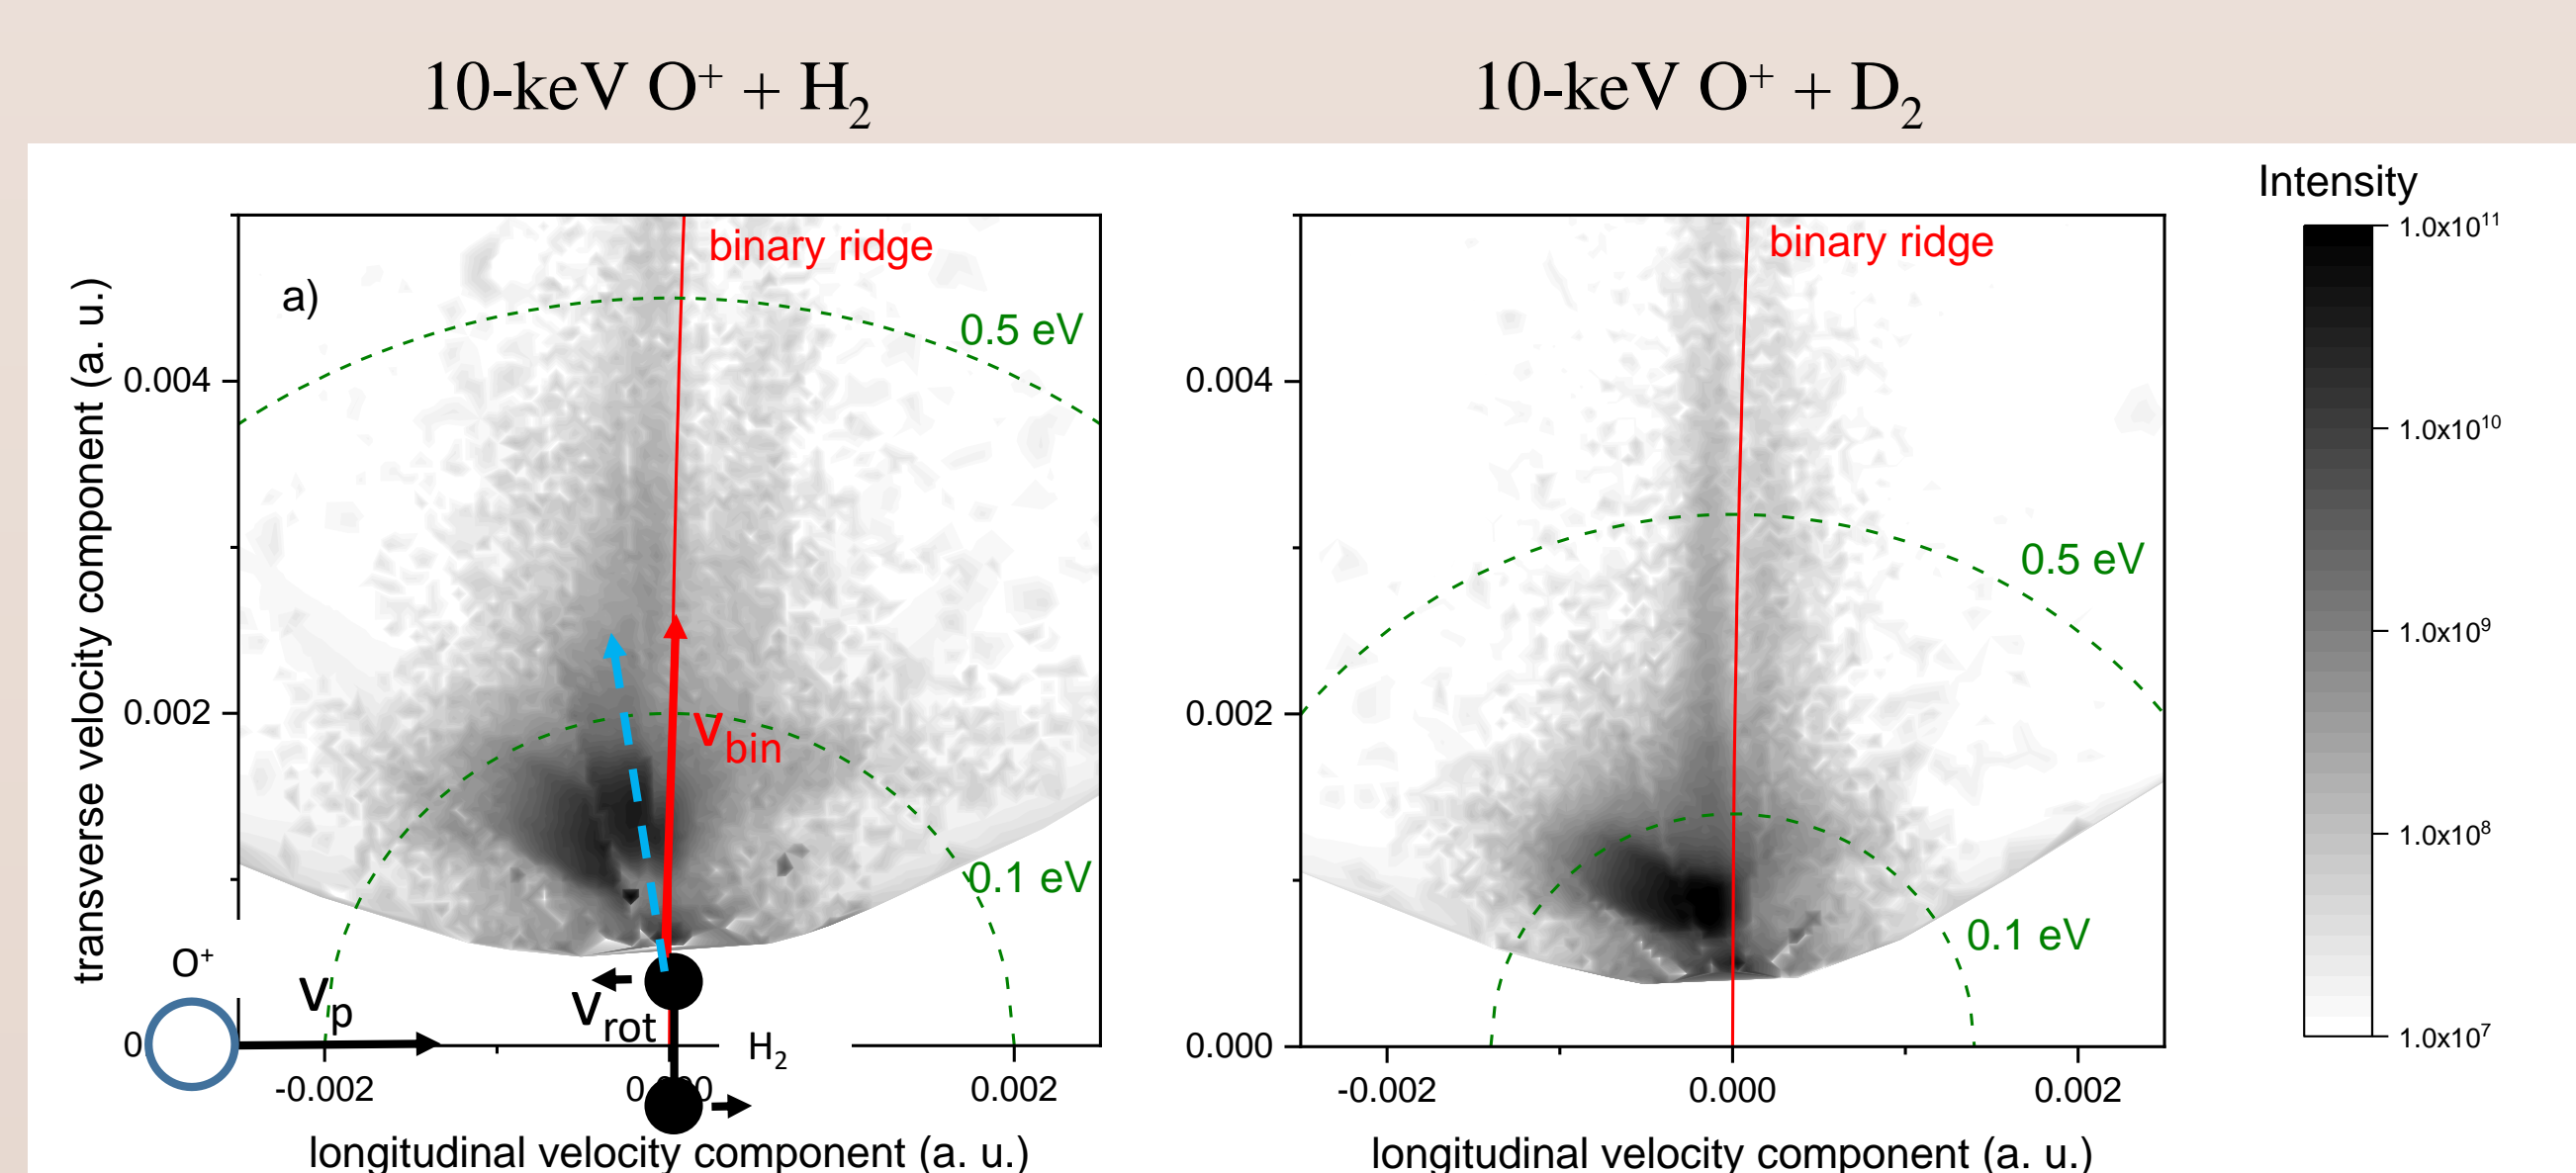 10-keV O⁺ + H₂
10-keV O⁺ + D₂
Intensity
a)
binary ridge
0.5 eV
0.1 eV
v_bin
v_rot
v_p
O⁺
H₂
transverse velocity component (a. u.)
0.004
0.002
0
-0.002
0.002
longitudinal velocity component (a. u.)
binary ridge
0.5 eV
0.1 eV
0.004
0.002
0.000
-0.002
0.000
0.002
longitudinal velocity component (a. u.)
1.0x10¹¹
1.0x10¹⁰
1.0x10⁹
1.0x10⁸
1.0x10⁷